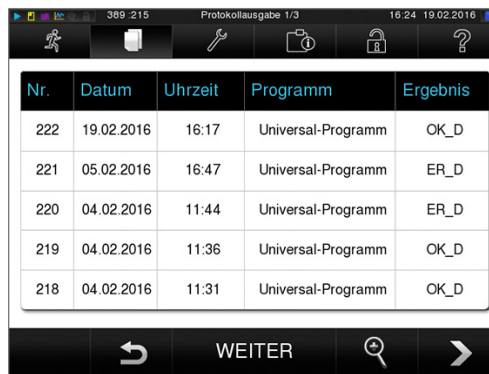 389 :215 Protokollausgabe 1/3 16:24 19.02.2016
Nr. Datum Uhrzeit Programm Ergebnis
222 19.02.2016 16:17 Universal-Programm OK_D
221 05.02.2016 16:47 Universal-Programm ER_D
220 04.02.2016 11:44 Universal-Programm ER_D
219 04.02.2016 11:36 Universal-Programm OK_D
218 04.02.2016 11:31 Universal-Programm OK_D
WEITER